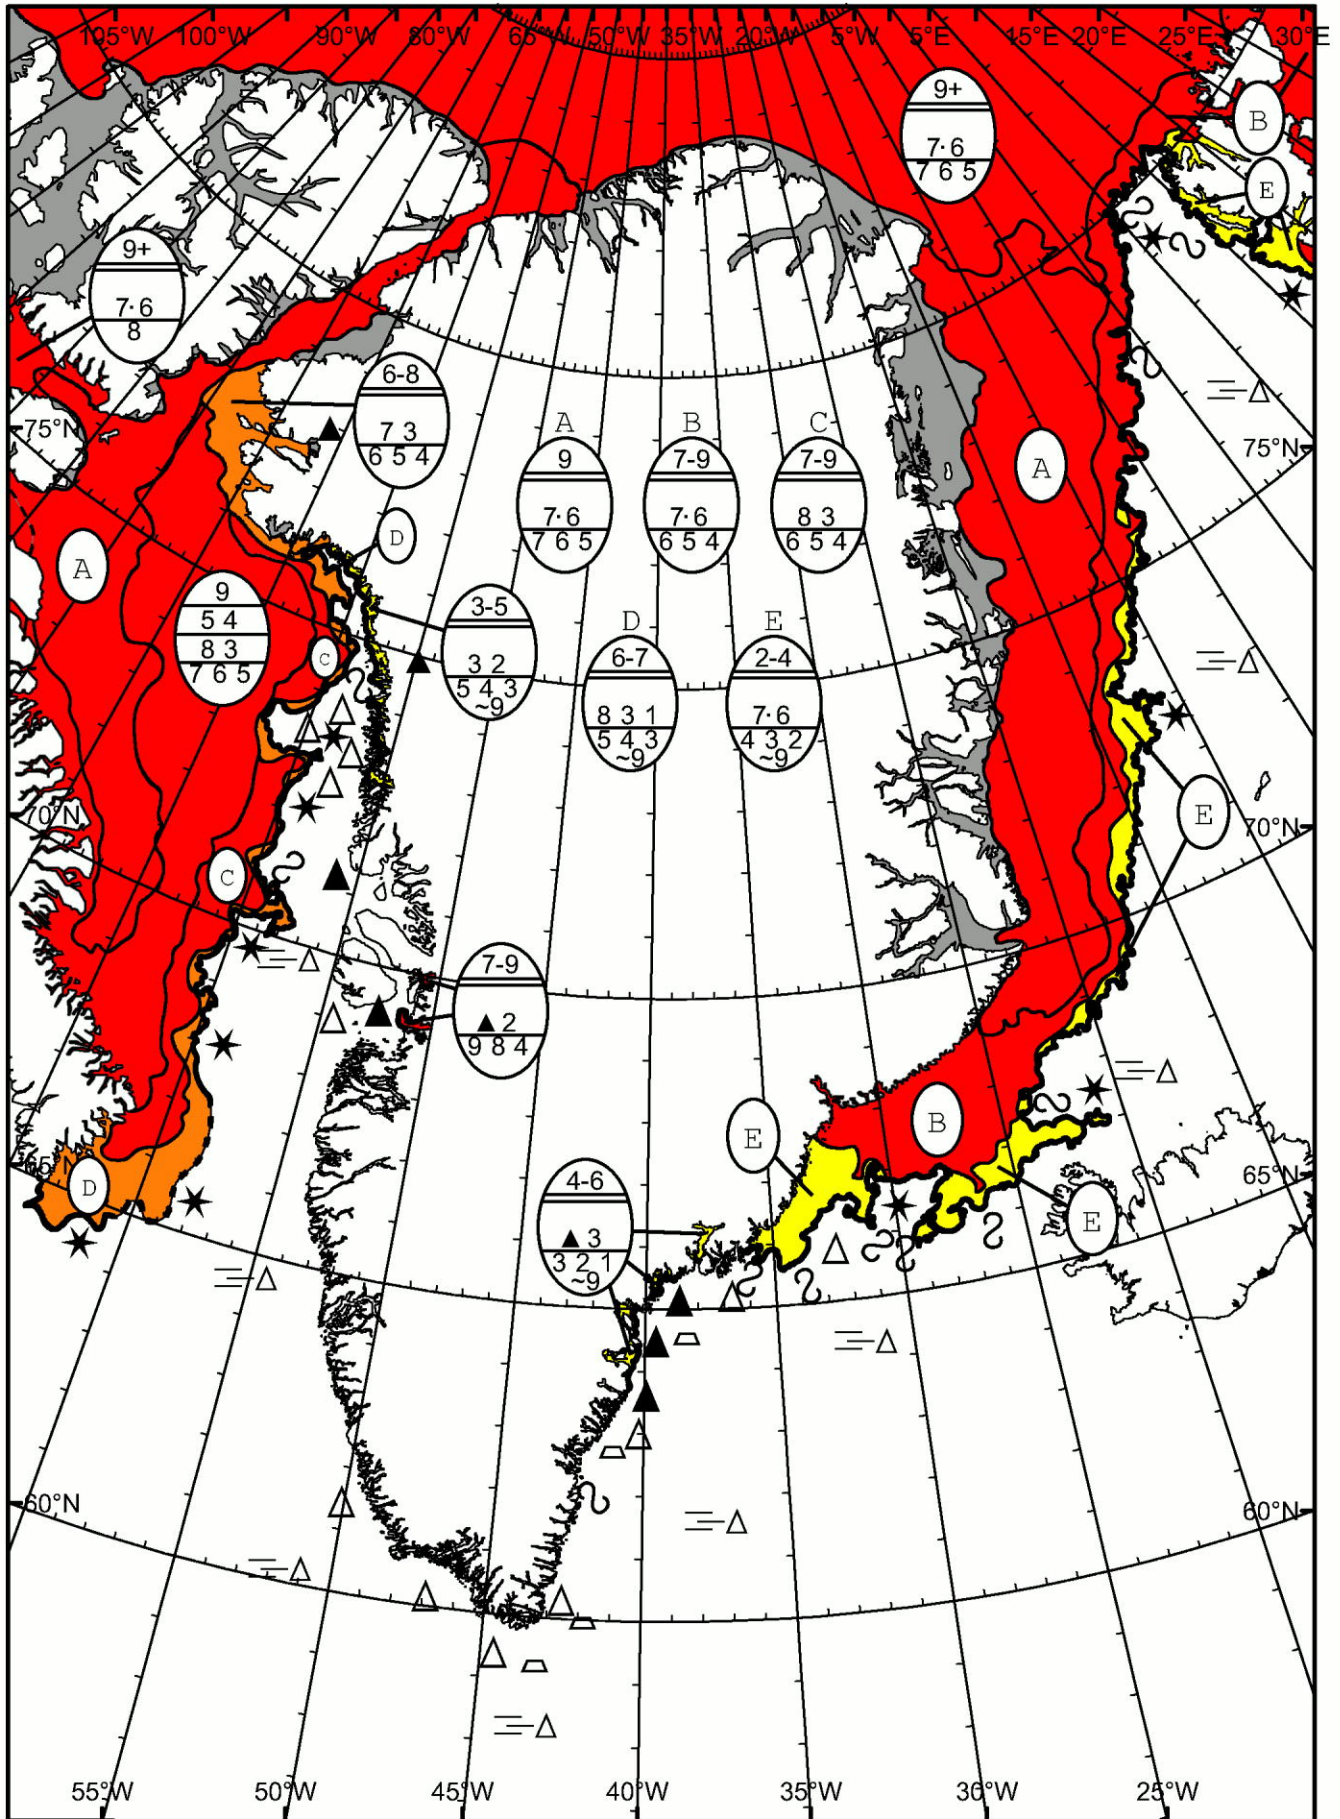 105°W 100°W 90°W 80°W 65°W 50°W 35°W 20°W 5°W 5°E 15°E 20°E 25°E 30°E
9+
7·6
7 6 5
B
E
9+
7·6
8
75°N
6-8
7 3
6 5 4
A
9
7·6
7 6 5
B
7-9
7·6
6 5 4
C
7-9
8 3
6 5 4
75°N
A
D
A
9
5 4
8 3
7 6 5
C
3-5
3 2
5 4 3
~9
D
6-7
8 3 1
5 4 3
~9
E
2-4
7·6
4 3 2
~9
70°N
E
70°N
C
7-9
▲ 2
9 8 4
E
B
65°N
D
4-6
▲ 3
3 2 1
~9
65°N
E
60°N
60°N
55°W 50°W 45°W 40°W 35°W 30°W 25°W